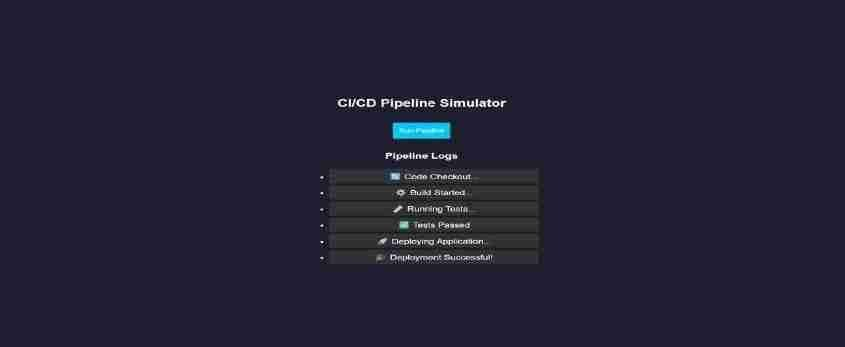 CI/CD Pipeline Simulator
Run Pipeline
Pipeline Logs
Code Checkout...
Build Started...
Running Tests...
Tests Passed
Deploying Application...
Deployment Successful!